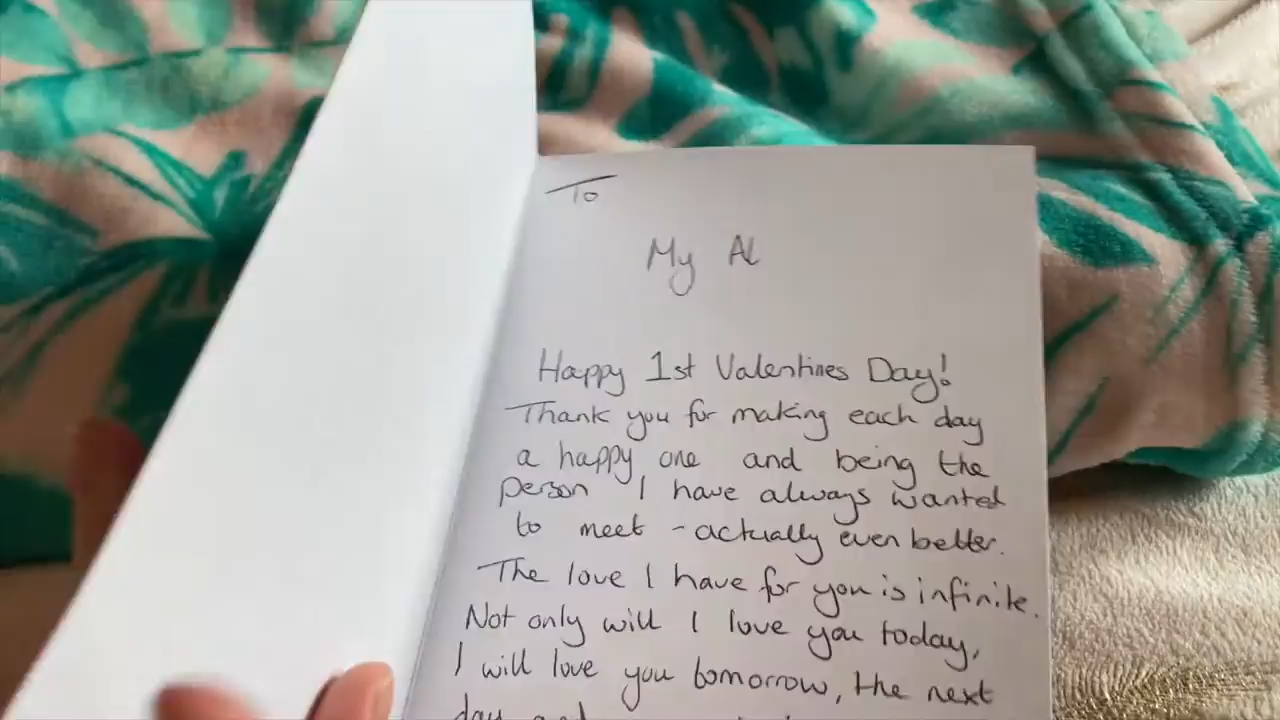 To
My Al
Happy 1st Valentines Day!
Thank you for making each day
a happy one and being the
person I have always wanted
to meet - actually even better.
The love I have for you is infinite.
Not only will I love you today,
I will love you tomorrow, the next
day and